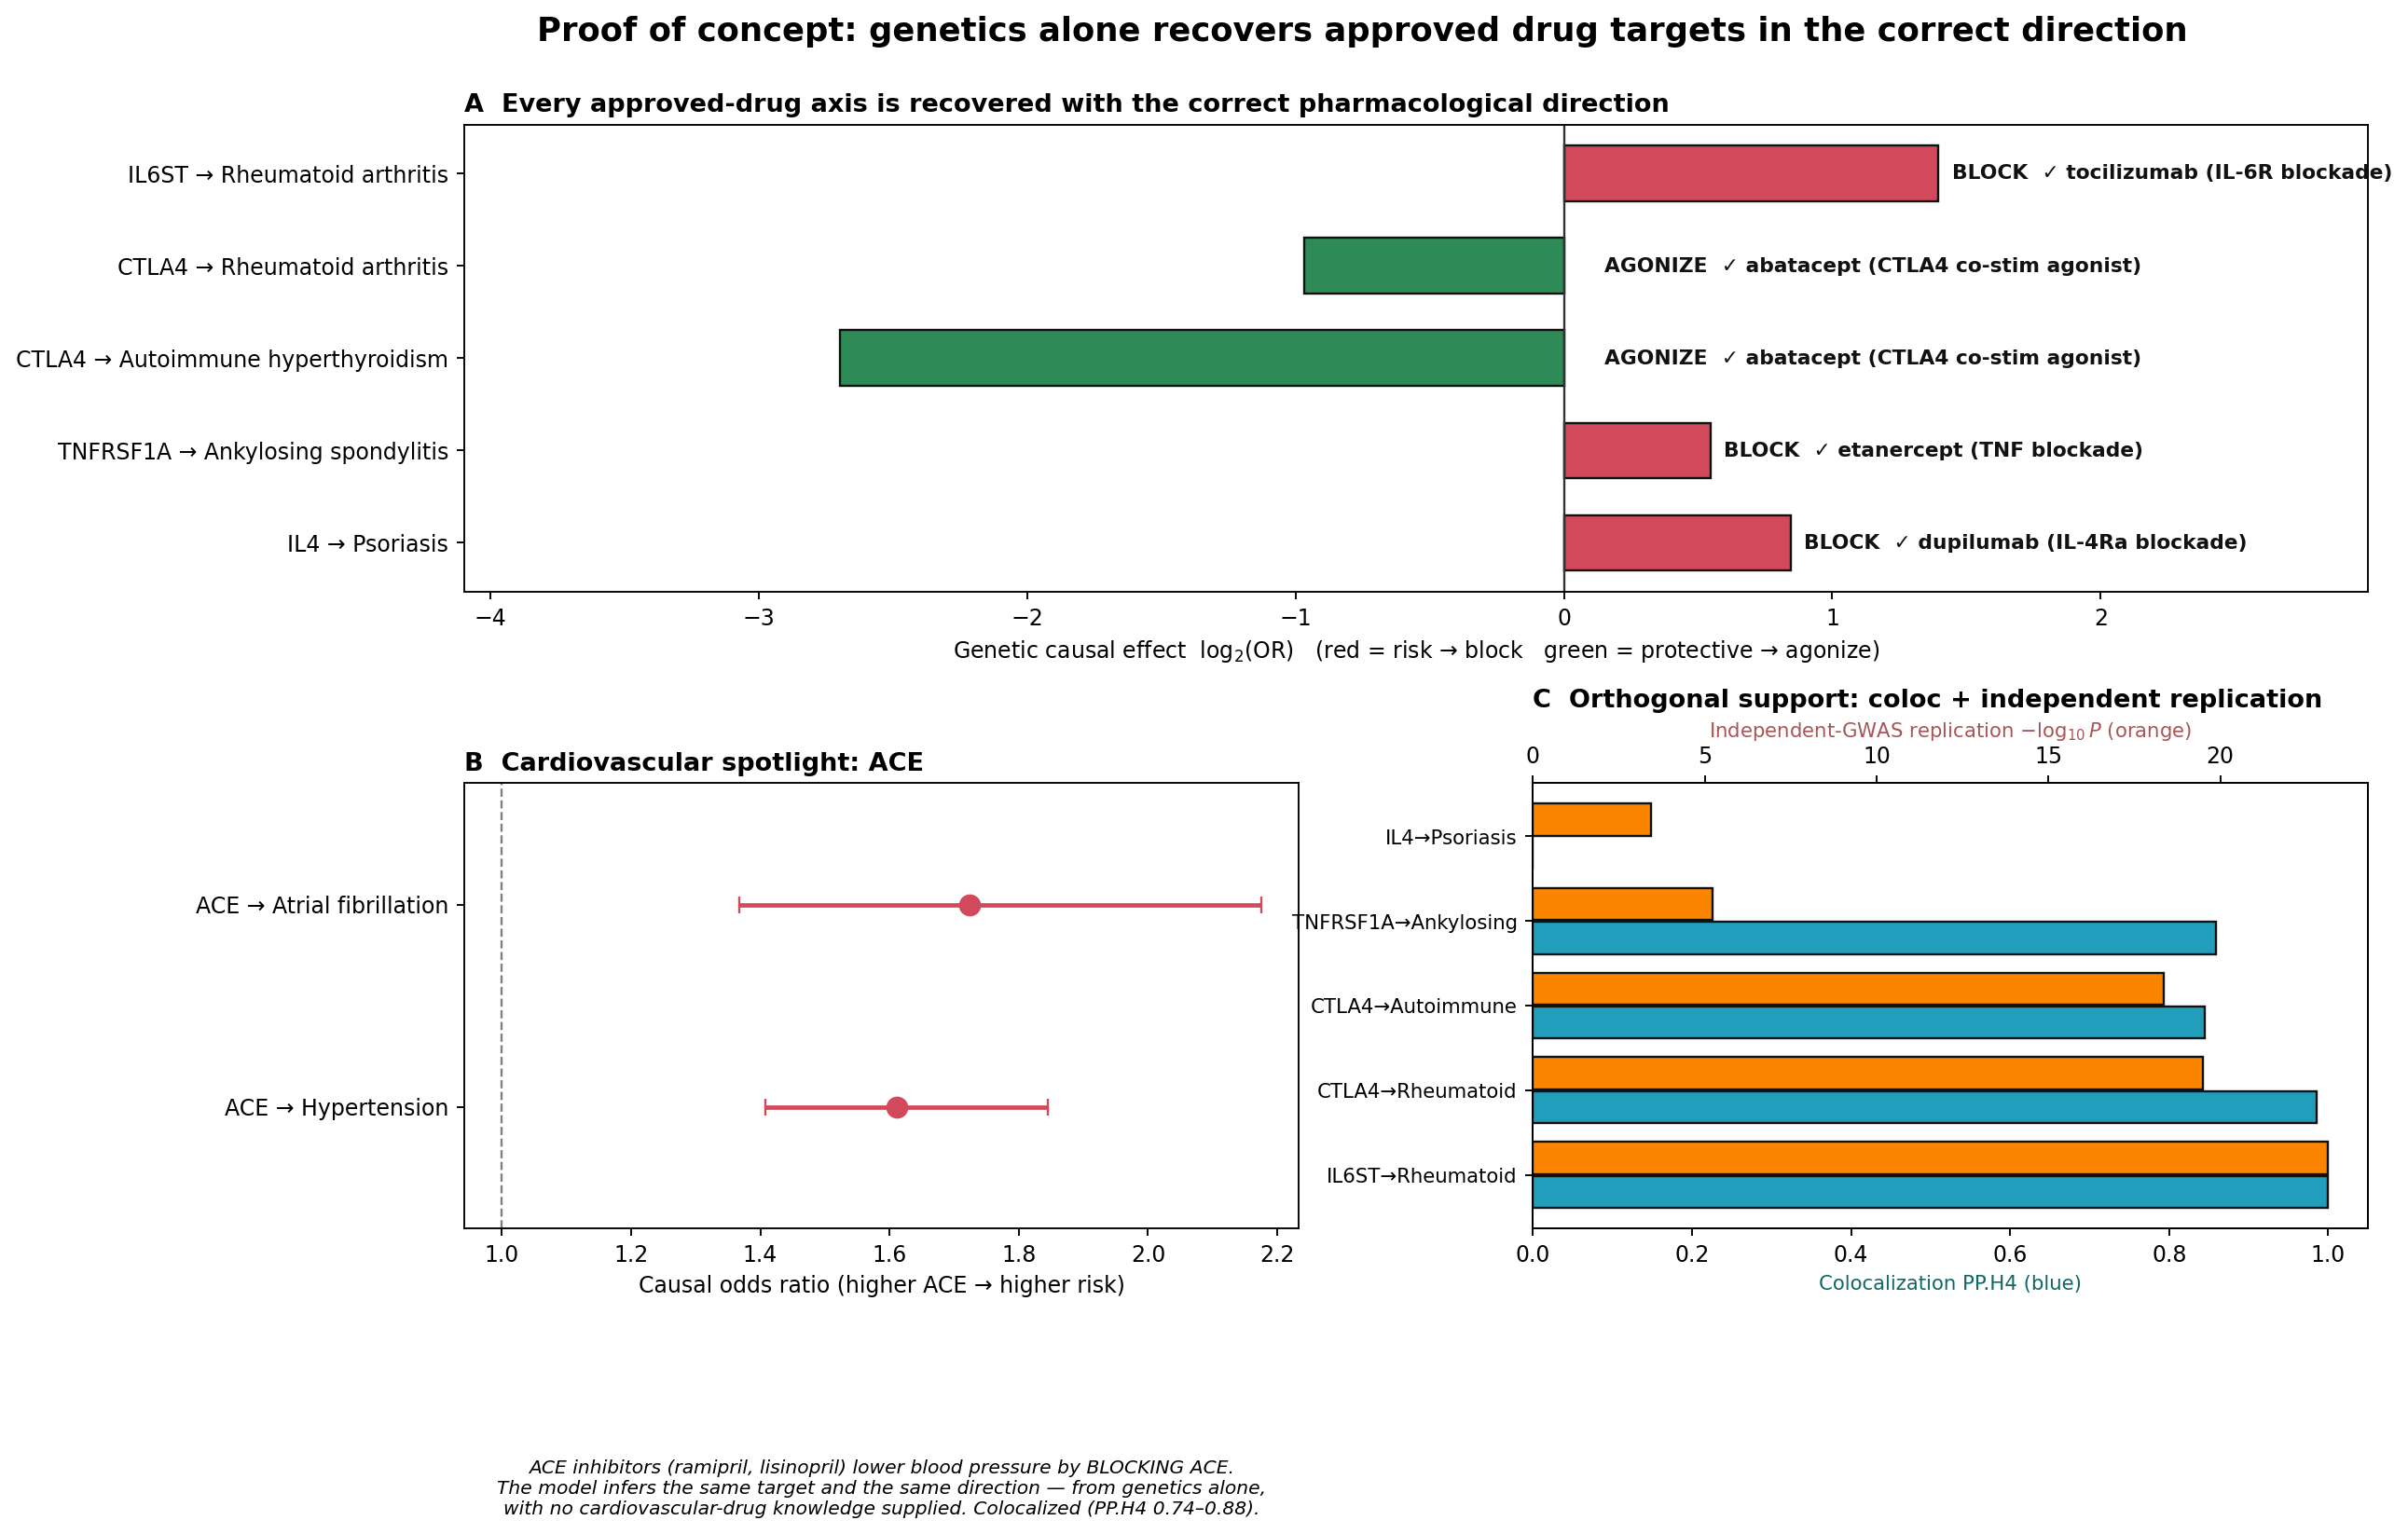 Proof of concept: genetics alone recovers approved drug targets in the correct direction
A Every approved-drug axis is recovered with the correct pharmacological direction
IL6ST → Rheumatoid arthritis
BLOCK ✓ tocilizumab (IL-6R blockade)
CTLA4 → Rheumatoid arthritis
AGONIZE ✓ abatacept (CTLA4 co-stim agonist)
CTLA4 → Autoimmune hyperthyroidism
AGONIZE ✓ abatacept (CTLA4 co-stim agonist)
TNFRSF1A → Ankylosing spondylitis
BLOCK ✓ etanercept (TNF blockade)
IL4 → Psoriasis
BLOCK ✓ dupilumab (IL-4Ra blockade)
−4 −3 −2 −1 0 1 2
Genetic causal effect log₂(OR) (red = risk → block green = protective → agonize)
B Cardiovascular spotlight: ACE
ACE → Atrial fibrillation
ACE → Hypertension
1.0 1.2 1.4 1.6 1.8 2.0 2.2
Causal odds ratio (higher ACE → higher risk)
C Orthogonal support: coloc + independent replication
Independent-GWAS replication −log₁₀ P (orange)
0 5 10 15 20
IL4→Psoriasis
TNFRSF1A→Ankylosing
CTLA4→Autoimmune
CTLA4→Rheumatoid
IL6ST→Rheumatoid
0.0 0.2 0.4 0.6 0.8 1.0
Colocalization PP.H4 (blue)
ACE inhibitors (ramipril, lisinopril) lower blood pressure by BLOCKING ACE.
The model infers the same target and the same direction — from genetics alone,
with no cardiovascular-drug knowledge supplied. Colocalized (PP.H4 0.74–0.88).